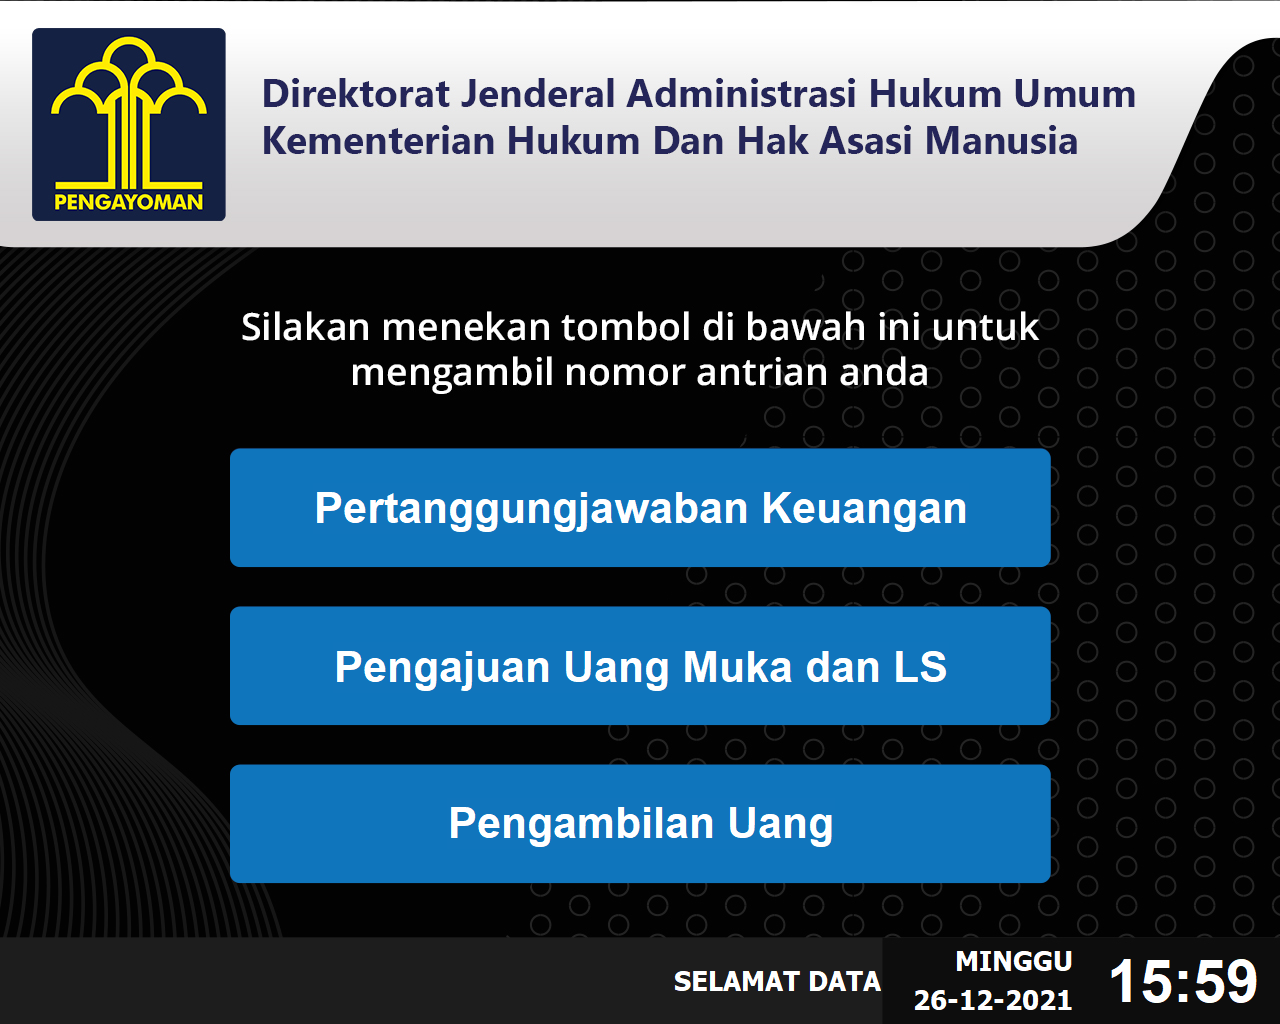 PENGAYOMAN
Direktorat Jenderal Administrasi Hukum Umum
Kementerian Hukum Dan Hak Asasi Manusia
Silakan menekan tombol di bawah ini untuk
mengambil nomor antrian anda
Pertanggungjawaban Keuangan
Pengajuan Uang Muka dan LS
Pengambilan Uang
SELAMAT DATA
MINGGU
26-12-2021
15:59